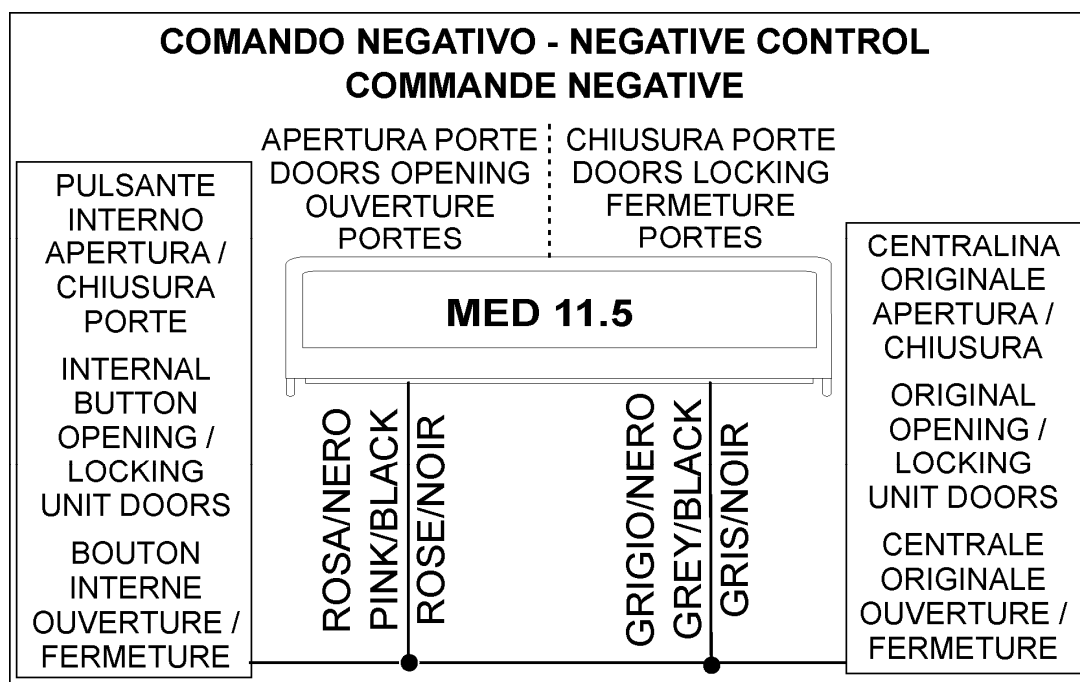 COMANDO NEGATIVO - NEGATIVE CONTROL
COMMANDE NEGATIVE
APERTURA PORTE
DOORS OPENING
OUVERTURE
PORTES
CHIUSURA PORTE
DOORS LOCKING
FERMETURE
PORTES
PULSANTE
INTERNO
APERTURA /
CHIUSURA
PORTE
INTERNAL
BUTTON
OPENING /
LOCKING
UNIT DOORS
BOUTON
INTERNE
OUVERTURE /
FERMETURE
MED 11.5
ROSA/NERO
PINK/BLACK
ROSE/NOIR
GRIGIO/NERO
GREY/BLACK
GRIS/NOIR
CENTRALINA
ORIGINALE
APERTURA /
CHIUSURA
ORIGINAL
OPENING /
LOCKING
UNIT DOORS
CENTRALE
ORIGINALE
OUVERTURE /
FERMETURE